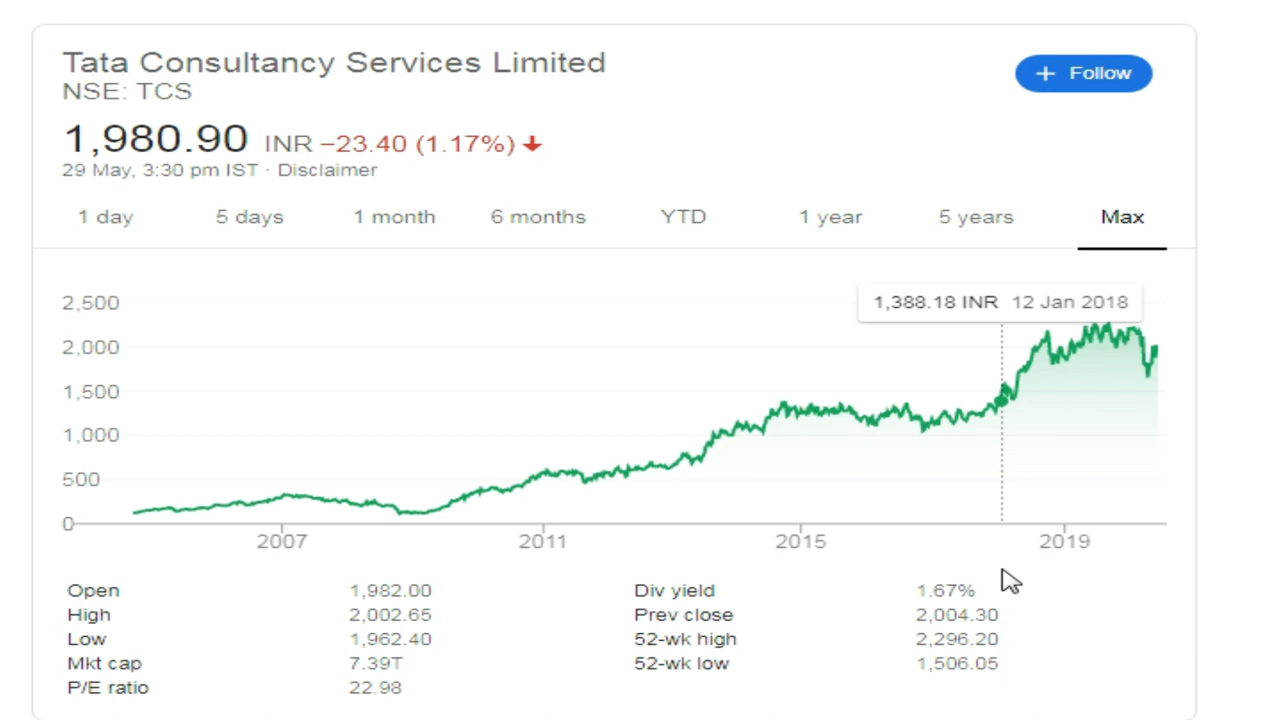 Tata Consultancy Services Limited
NSE: TCS
+ Follow
1,980.90 INR −23.40 (1.17%)
29 May, 3:30 pm IST · Disclaimer
1 day 5 days 1 month 6 months YTD 1 year 5 years Max
1,388.18 INR 12 Jan 2018
2,500
2,000
1,500
1,000
500
0
2007 2011 2015 2019
Open 1,982.00 Div yield 1.67%
High 2,002.65 Prev close 2,004.30
Low 1,962.40 52-wk high 2,296.20
Mkt cap 7.39T 52-wk low 1,506.05
P/E ratio 22.98